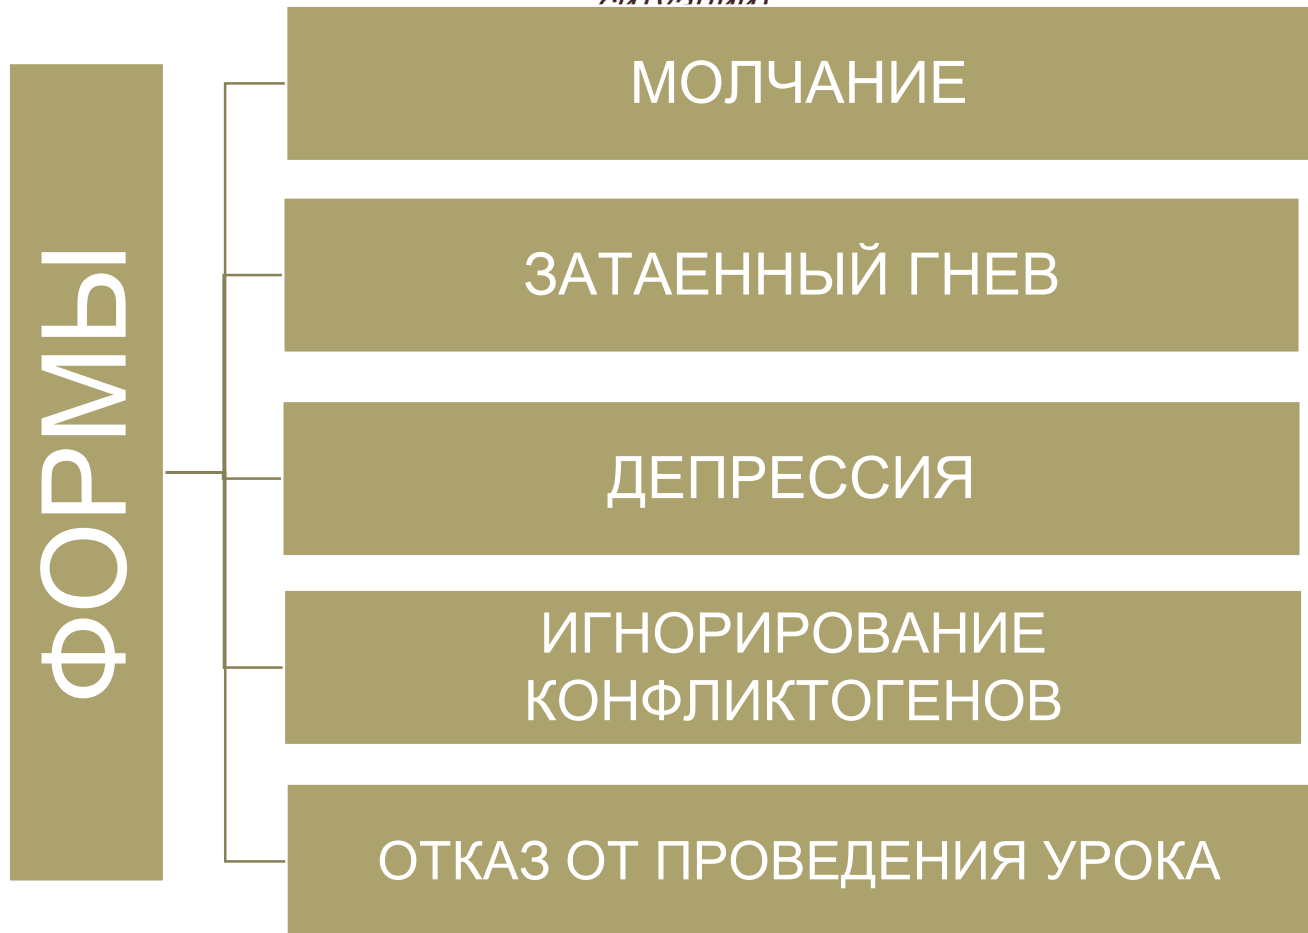 ФОРМЫ
МОЛЧАНИЕ
ЗАТАЕННЫЙ ГНЕВ
ДЕПРЕССИЯ
ИГНОРИРОВАНИЕ
КОНФЛИКТОГЕНОВ
ОТКАЗ ОТ ПРОВЕДЕНИЯ УРОКА